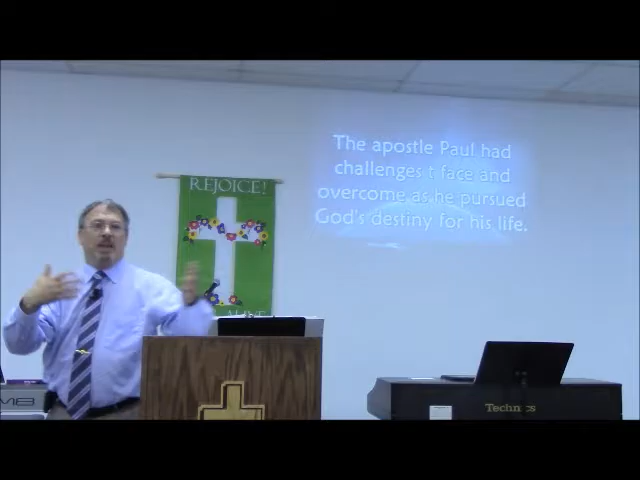 The apostle Paul had
challenges t face and
overcome as he pursued
God's destiny for his life.
REJOICE!
Technics